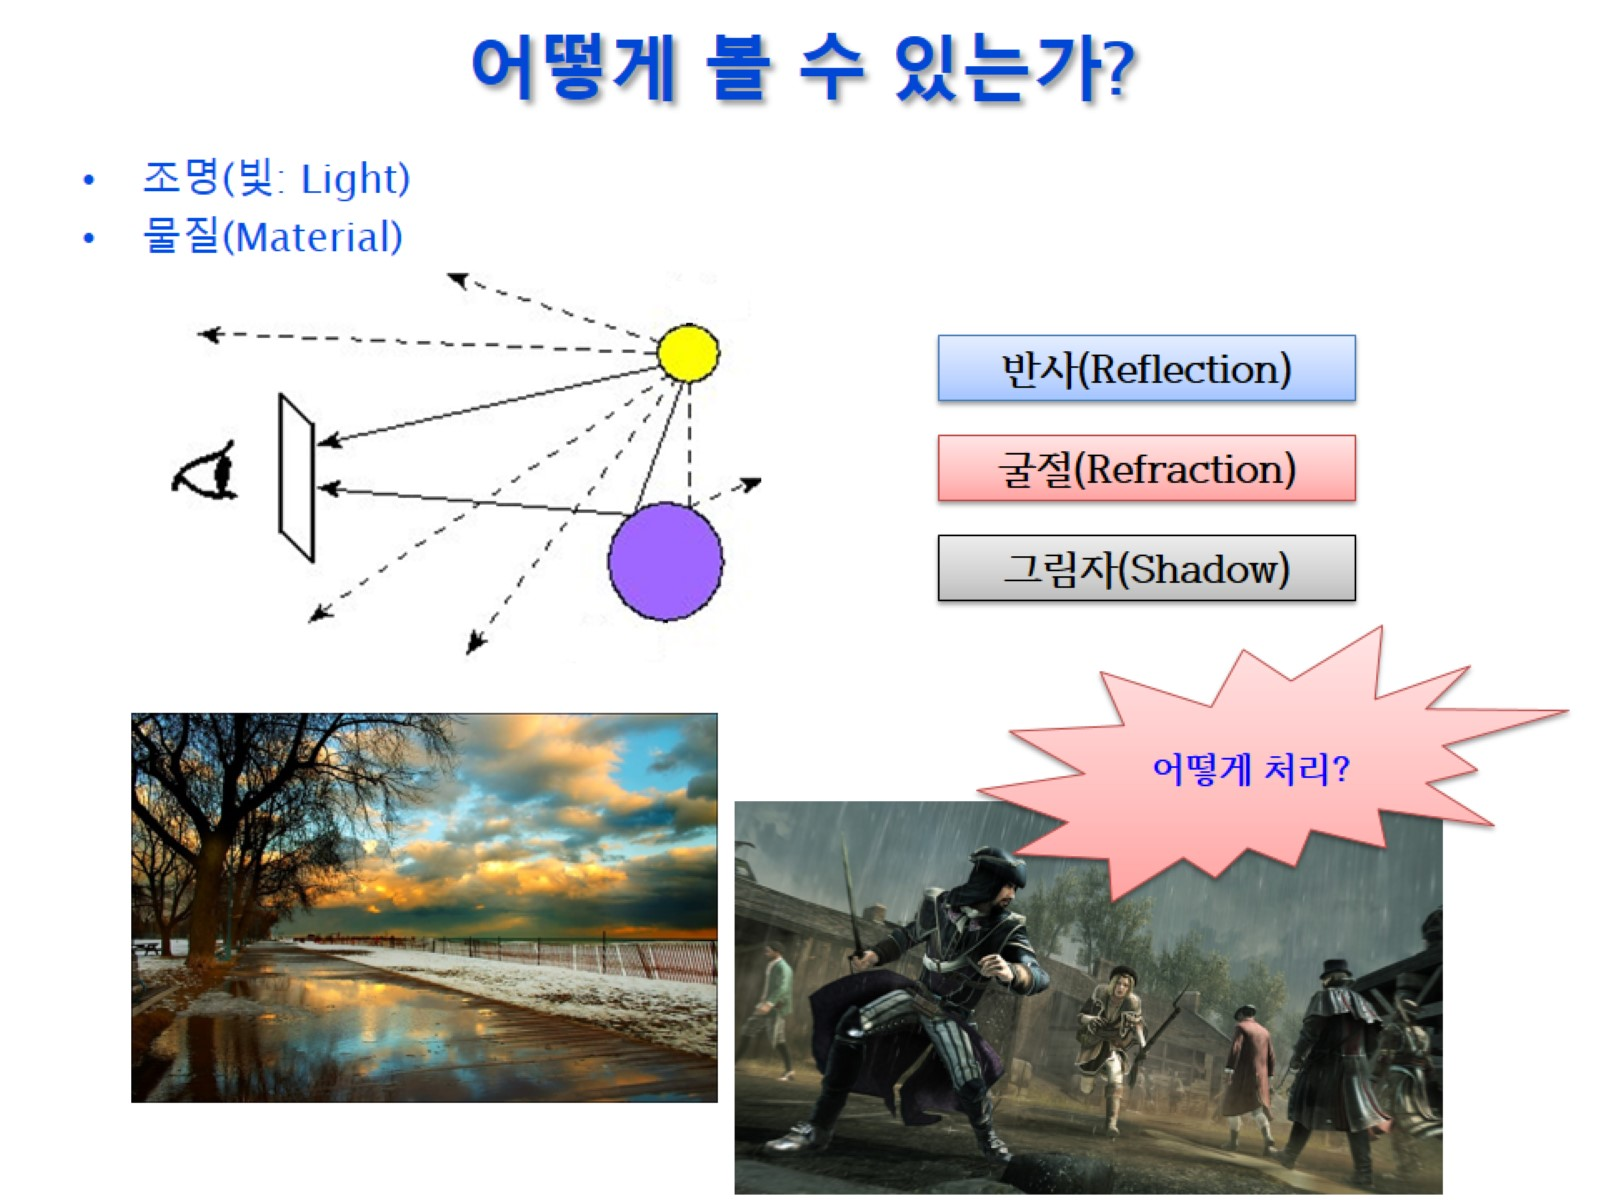 어떻게 볼 수 있는가?
• 조명(빛: Light)
• 물질(Material)
반사(Reflection)
굴절(Refraction)
그림자(Shadow)
어떻게 처리?